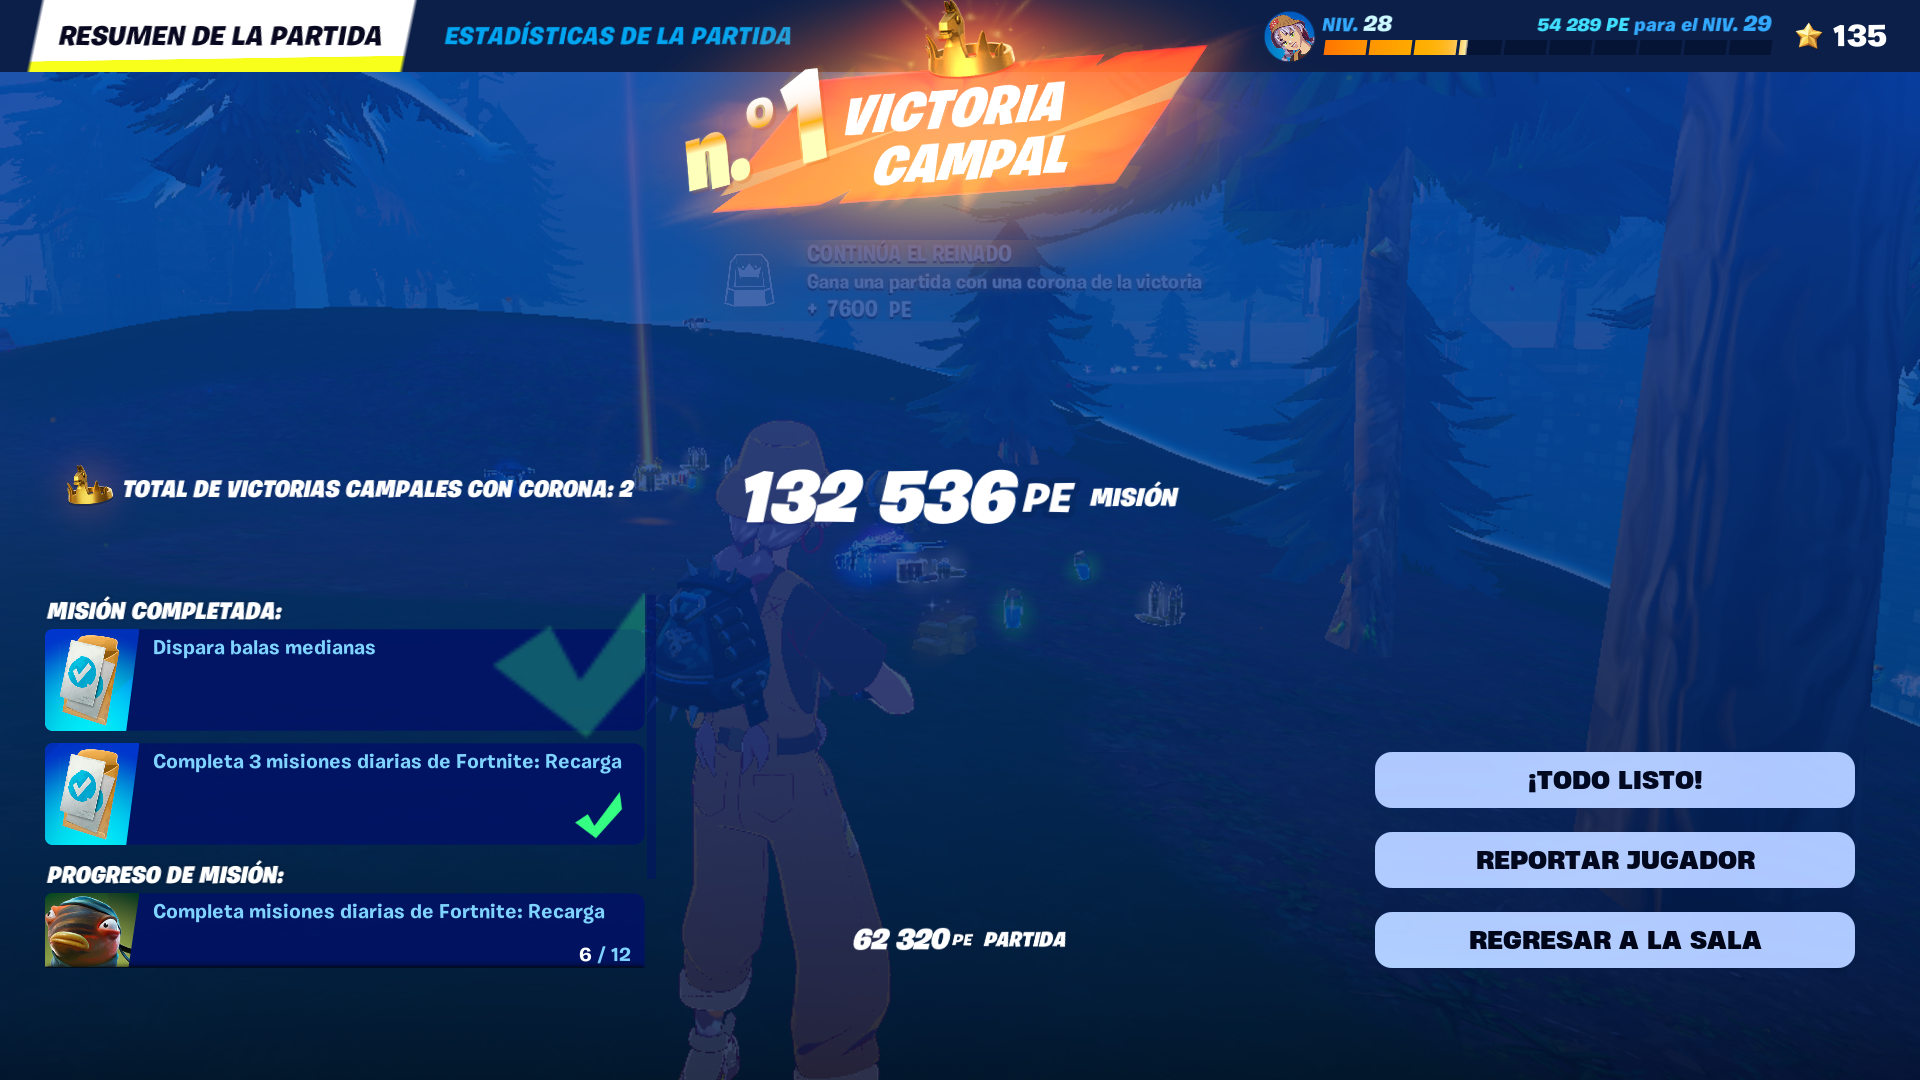 RESUMEN DE LA PARTIDA
ESTADÍSTICAS DE LA PARTIDA
NIV. 28
54 289 PE para el NIV. 29
135
n.º 1
VICTORIA
CAMPAL
CONTINÚA EL REINADO
Gana una partida con una corona de la victoria
+ 7600 PE
TOTAL DE VICTORIAS CAMPALES CON CORONA: 2
132 536 PE MISIÓN
MISIÓN COMPLETADA:
Dispara balas medianas
Completa 3 misiones diarias de Fortnite: Recarga
PROGRESO DE MISIÓN:
Completa misiones diarias de Fortnite: Recarga
6 / 12
62 320 PE PARTIDA
¡TODO LISTO!
REPORTAR JUGADOR
REGRESAR A LA SALA